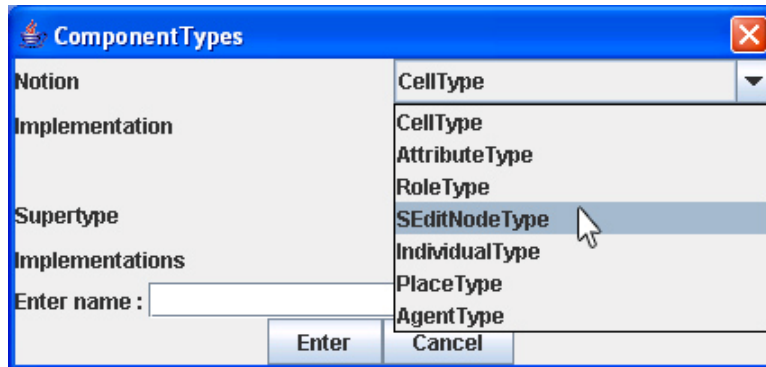 ComponentTypes
Notion CellType
Implementation CellType
AttributeType
RoleType
Supertype SEditNodeType
Implementations IndividualType
PlaceType
Enter name : AgentType
Enter Cancel